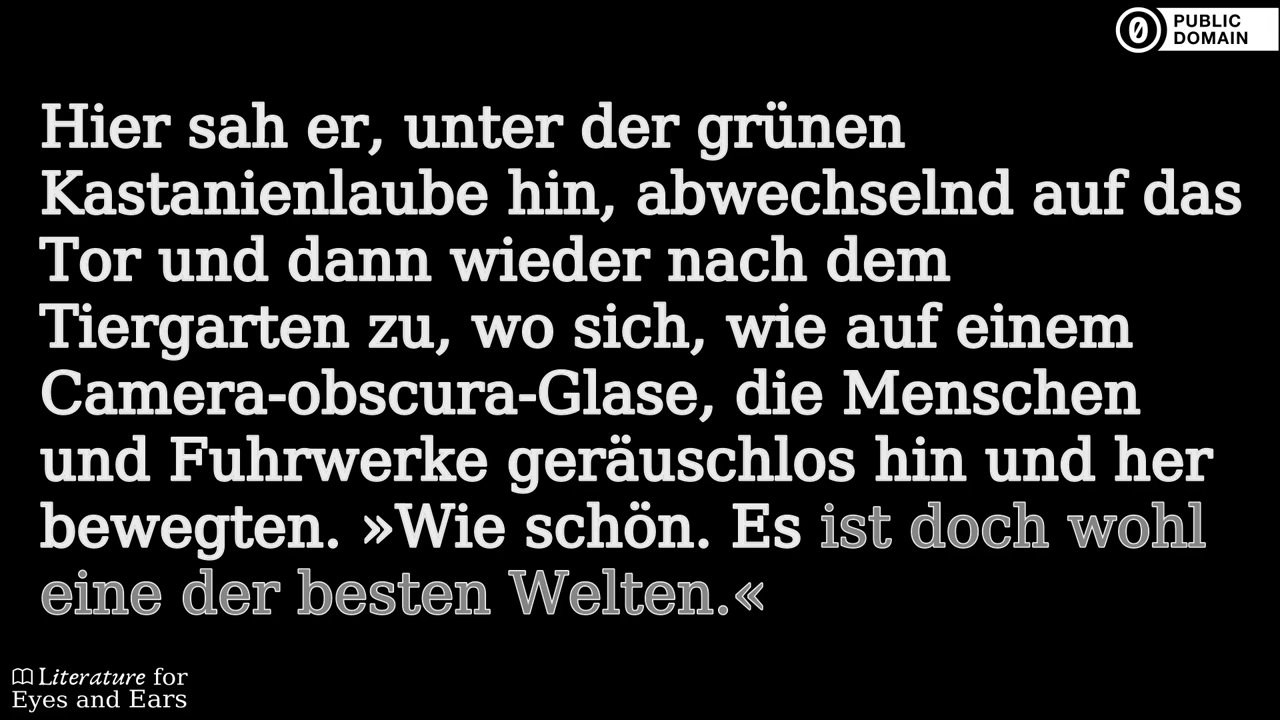 PUBLIC
DOMAIN
Hier sah er, unter der grünen
Kastanienlaube hin, abwechselnd auf das
Tor und dann wieder nach dem
Tiergarten zu, wo sich, wie auf einem
Camera-obscura-Glase, die Menschen
und Fuhrwerke geräuschlos hin und her
bewegten. »Wie schön. Es ist doch wohl
eine der besten Welten.«
Literature for
Eyes and Ears